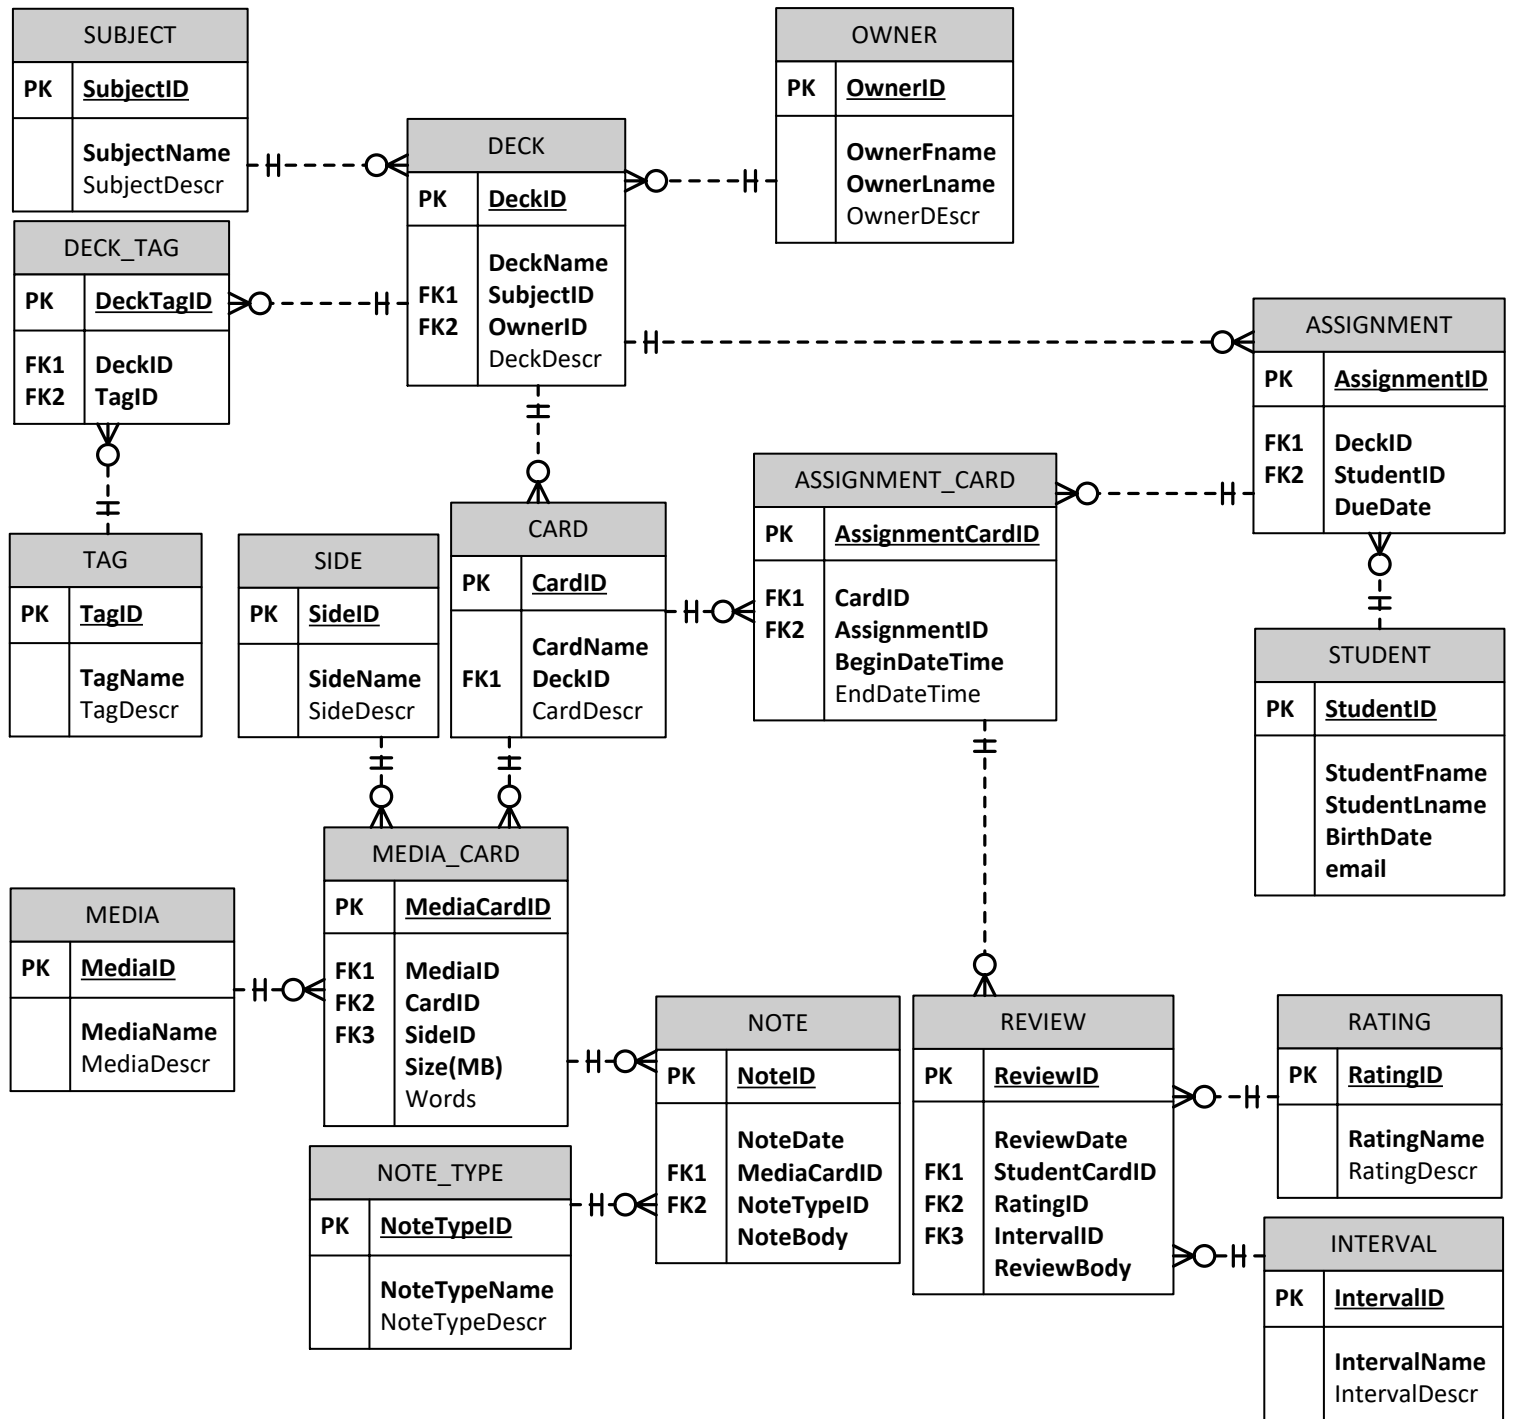 SUBJECT
PK SubjectID
SubjectName
SubjectDescr
OWNER
PK OwnerID
OwnerFname
OwnerLname
OwnerDEscr
DECK
PK DeckID
DeckName
FK1 SubjectID
FK2 OwnerID
DeckDescr
DECK_TAG
PK DeckTagID
FK1 DeckID
FK2 TagID
ASSIGNMENT
PK AssignmentID
FK1 DeckID
FK2 StudentID
DueDate
TAG
PK TagID
TagName
TagDescr
SIDE
PK SideID
SideName
SideDescr
CARD
PK CardID
CardName
FK1 DeckID
CardDescr
ASSIGNMENT_CARD
PK AssignmentCardID
FK1 CardID
FK2 AssignmentID
BeginDateTime
EndDateTime
STUDENT
PK StudentID
StudentFname
StudentLname
BirthDate
email
MEDIA
PK MediaID
MediaName
MediaDescr
MEDIA_CARD
PK MediaCardID
FK1 MediaID
FK2 CardID
FK3 SideID
Size(MB)
Words
NOTE
PK NoteID
NoteDate
FK1 MediaCardID
FK2 NoteTypeID
NoteBody
REVIEW
PK ReviewID
ReviewDate
FK1 StudentCardID
FK2 RatingID
FK3 IntervalID
ReviewBody
RATING
PK RatingID
RatingName
RatingDescr
NOTE_TYPE
PK NoteTypeID
NoteTypeName
NoteTypeDescr
INTERVAL
PK IntervalID
IntervalName
IntervalDescr